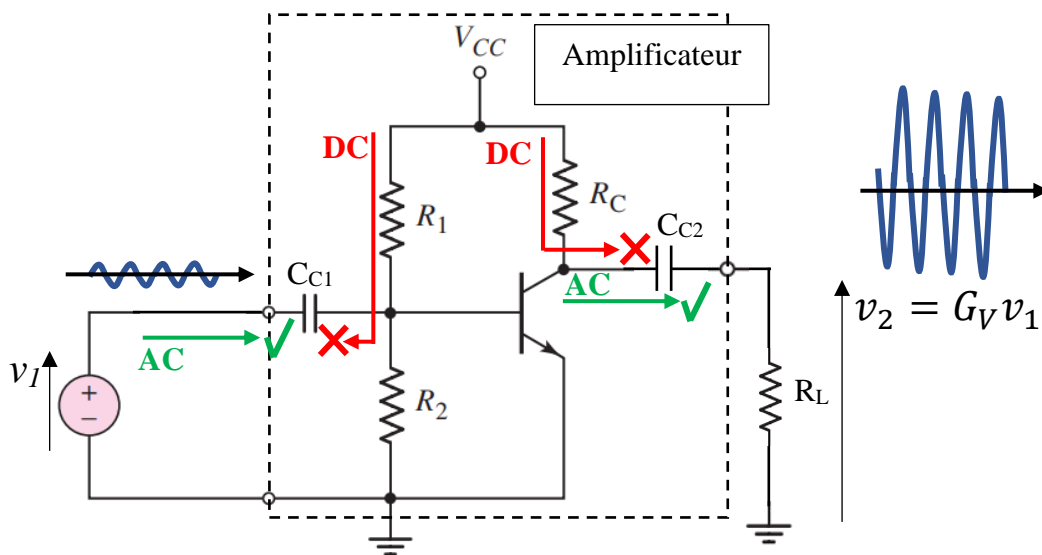 V_CC
Amplificateur
DC
DC
R_1
R_C
C_C2
C_C1
AC
AC
v_1
+
−
R_2
R_L
v_2 = G_V v_1